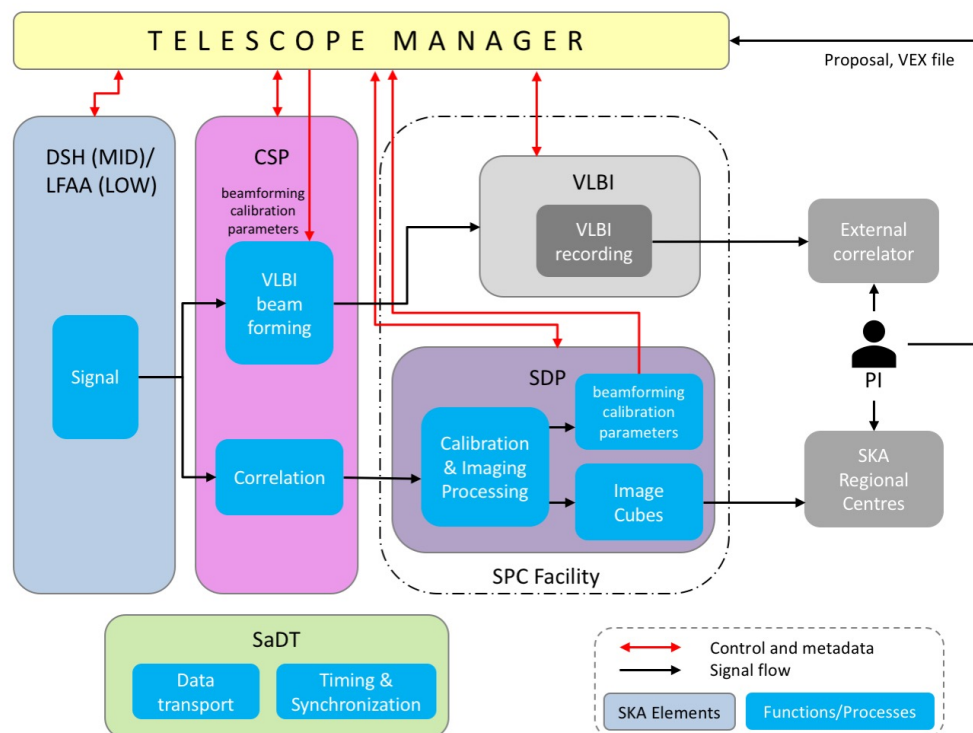 TELESCOPE MANAGER
Proposal, VEX file
DSH (MID)/
LFAA (LOW)
Signal
CSP
beamforming
calibration
parameters
VLBI
beam
forming
Correlation
VLBI
VLBI
recording
SDP
Calibration
& Imaging
Processing
beamforming
calibration
parameters
Image
Cubes
SPC Facility
External
correlator
PI
SKA
Regional
Centres
SaDT
Data
transport
Timing &
Synchronization
Control and metadata
Signal flow
SKA Elements
Functions/Processes